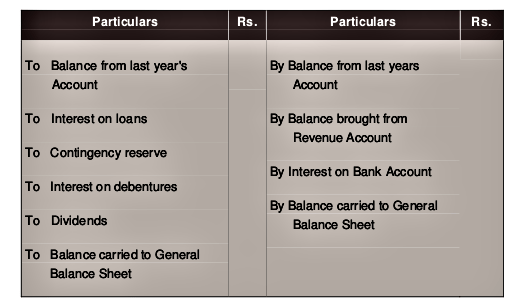 Particulars Rs. Particulars Rs.
To Balance from last year's
Account
To Interest on loans
To Contingency reserve
To Interest on debentures
To Dividends
To Balance carried to General
Balance Sheet
By Balance from last years
Account
By Balance brought from
Revenue Account
By Interest on Bank Account
By Balance carried to General
Balance Sheet